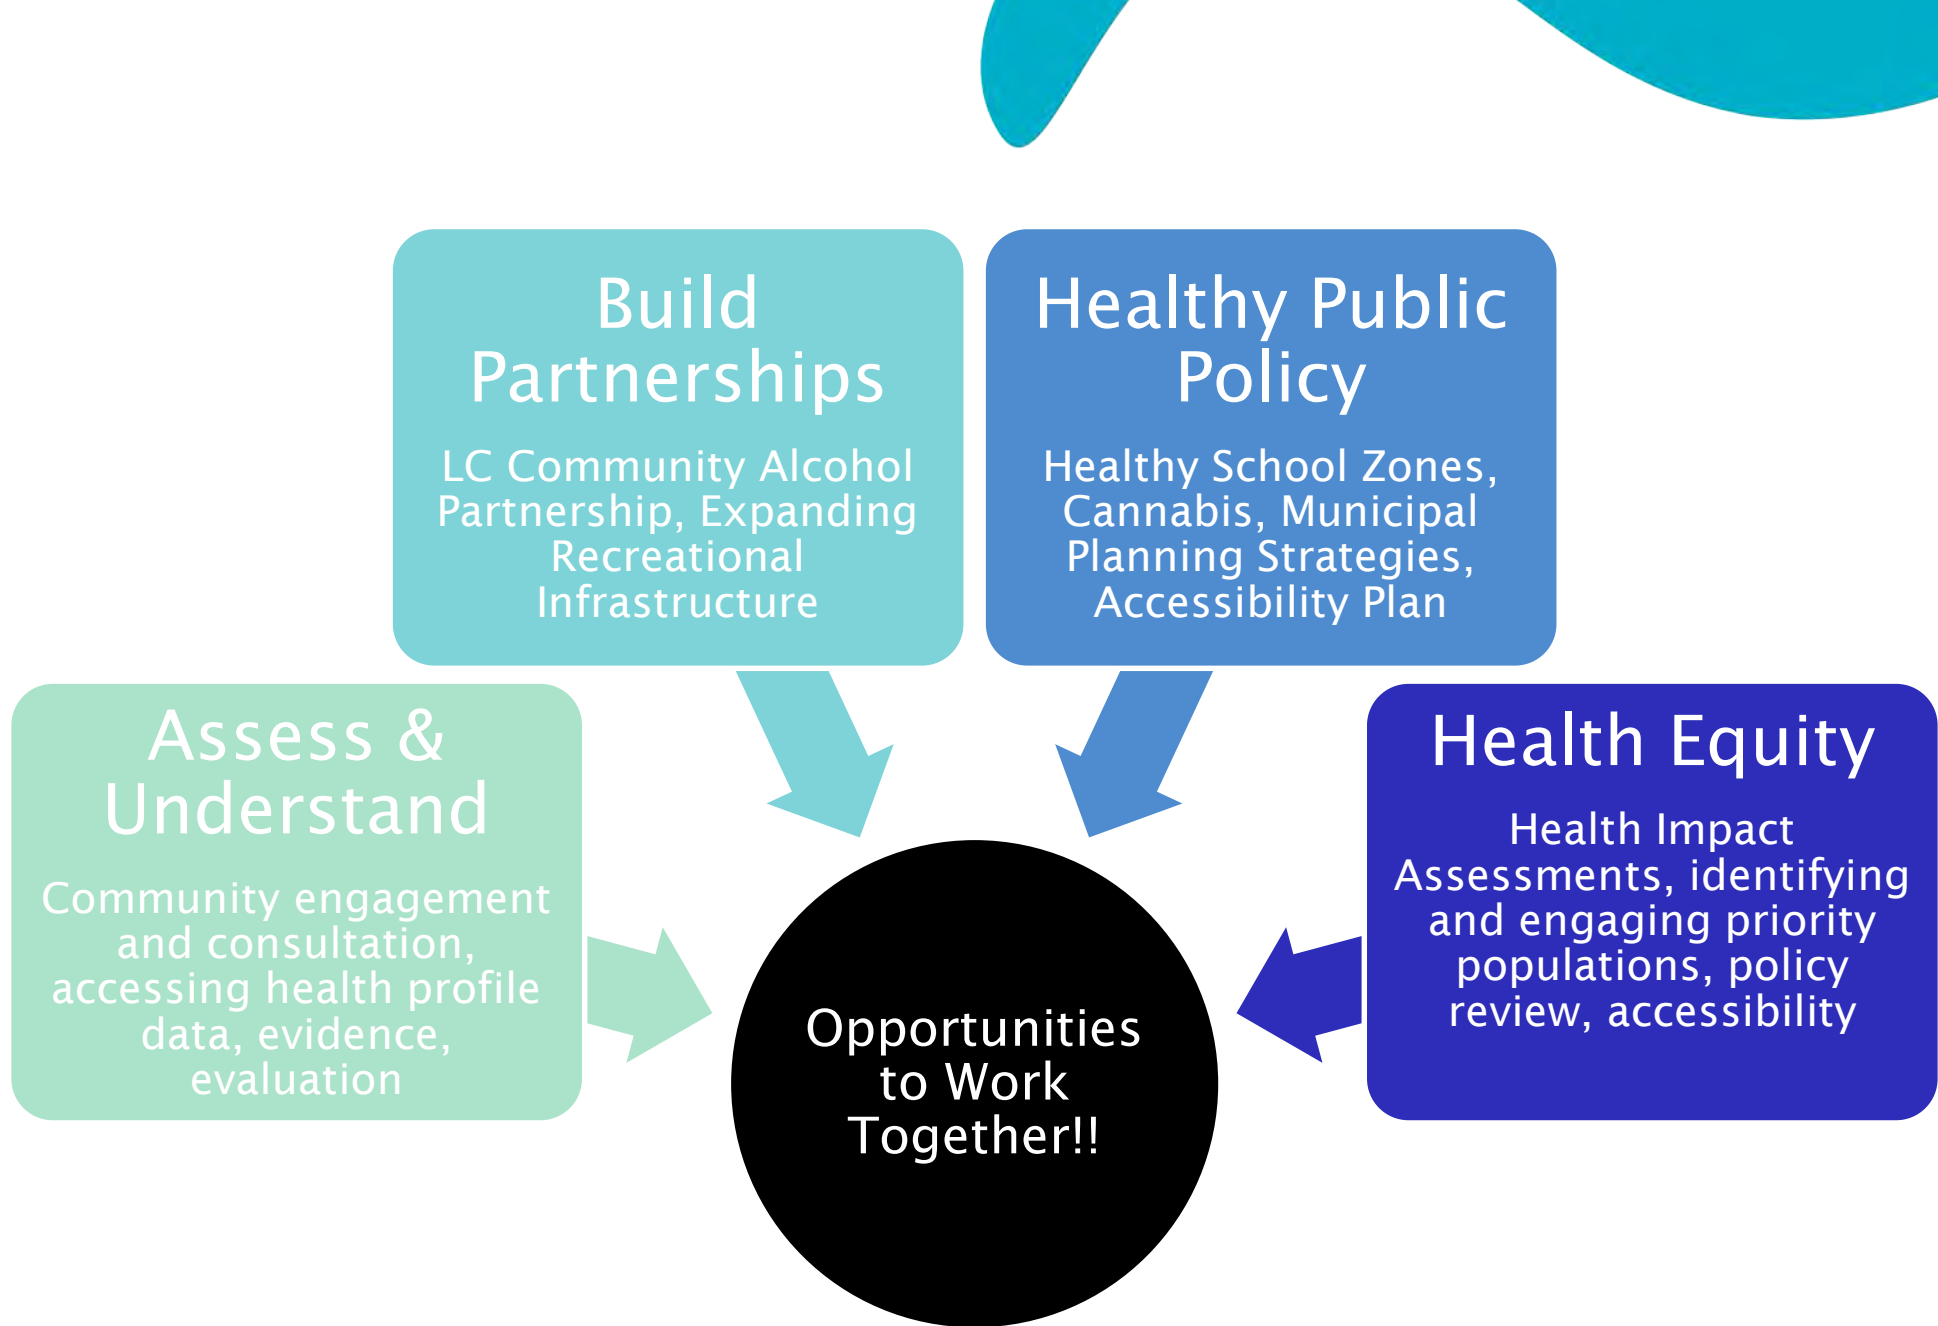 Build
Partnerships
LC Community Alcohol
Partnership, Expanding
Recreational
Infrastructure
Healthy Public
Policy
Healthy School Zones,
Cannabis, Municipal
Planning Strategies,
Accessibility Plan
Assess &
Understand
Community engagement
and consultation,
accessing health profile
data, evidence,
evaluation
Health Equity
Health Impact
Assessments, identifying
and engaging priority
populations, policy
review, accessibility
Opportunities
to Work
Together!!